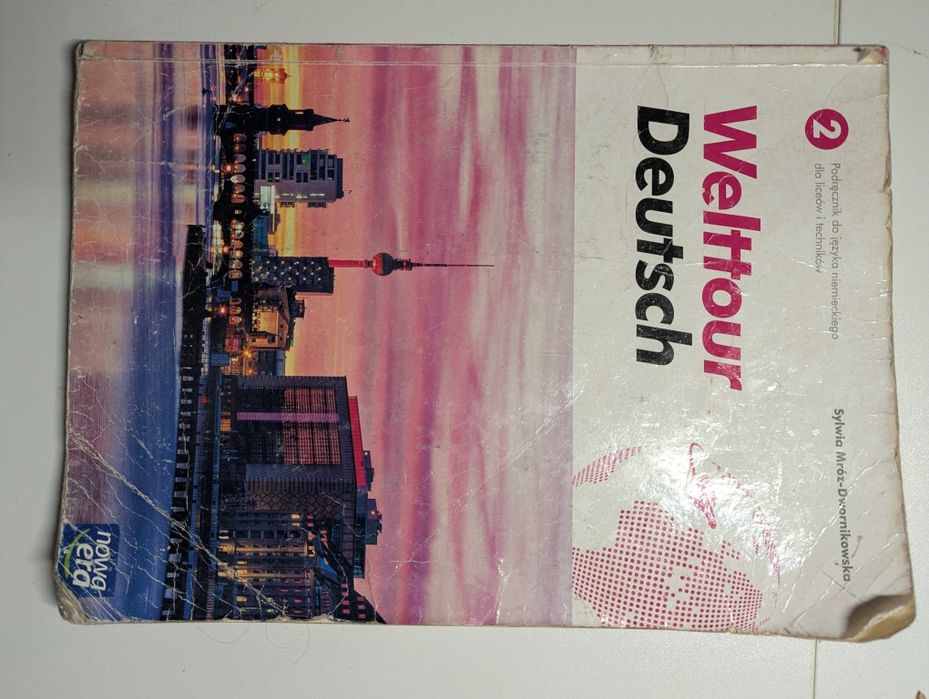 2
Podręcznik do języka niemieckiego
dla liceów i techników
Sylwia Mróz-Dwornikowska
Welttour
Deutsch
nowa
era